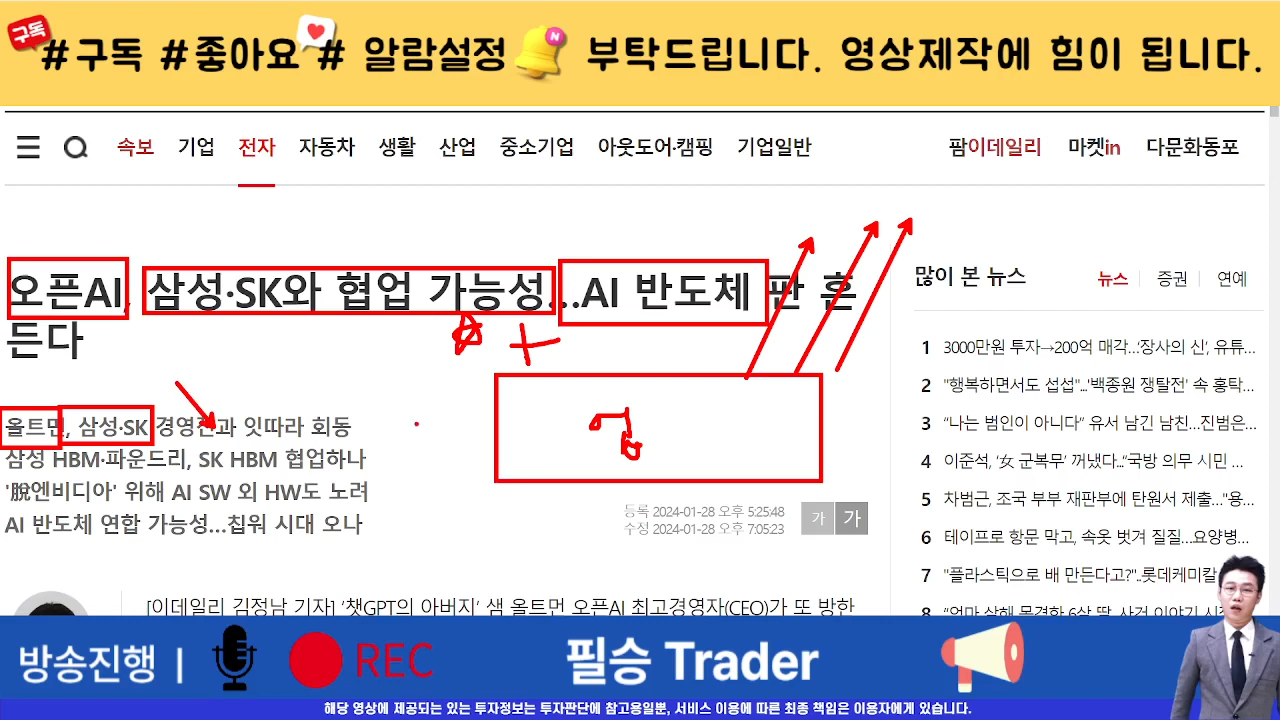 구독
#구독 #좋아요 # 알람설정 N 부탁드립니다. 영상제작에 힘이 됩니다.
속보 기업 전자 자동차 생활 산업 중소기업 아웃도어·캠핑 기업일반 팜이데일리 마켓in 다문화동포
오픈AI, 삼성·SK와 협업 가능성…AI 반도체 판 흔
든다
올트먼, 삼성·SK 경영진과 잇따라 회동
삼성 HBM·파운드리, SK HBM 협업하나
'脫엔비디아' 위해 AI SW 외 HW도 노려
AI 반도체 연합 가능성…칩워 시대 오나
등록 2024-01-28 오후 5:25:48
수정 2024-01-28 오후 7:05:23
가 가
[이데일리 김정남 기자] ‘챗GPT의 아버지’ 샘 올트먼 오픈AI 최고경영자(CEO)가 또 방한
많이 본 뉴스 뉴스 증권 연예
1 3000만원 투자→200억 매각…'장사의 신', 유튜...
2 "행복하면서도 섭섭"...'백종원 쟁탈전' 속 홍탁...
3 “나는 범인이 아니다” 유서 남긴 남친…진범은...
4 이준석, ‘女 군복무’ 꺼냈다…“국방 의무 시민 ...
5 차범근, 조국 부부 재판부에 탄원서 제출…"용...
6 테이프로 항문 막고, 속옷 벗겨 질질…요양병...
7 "플라스틱으로 배 만든다고?"..롯데케미칼
8
방송진행 | REC 필승 Trader
해당 영상에 제공되는 있는 투자정보는 투자판단에 참고용일뿐, 서비스 이용에 따른 최종 책임은 이용자에게 있습니다.